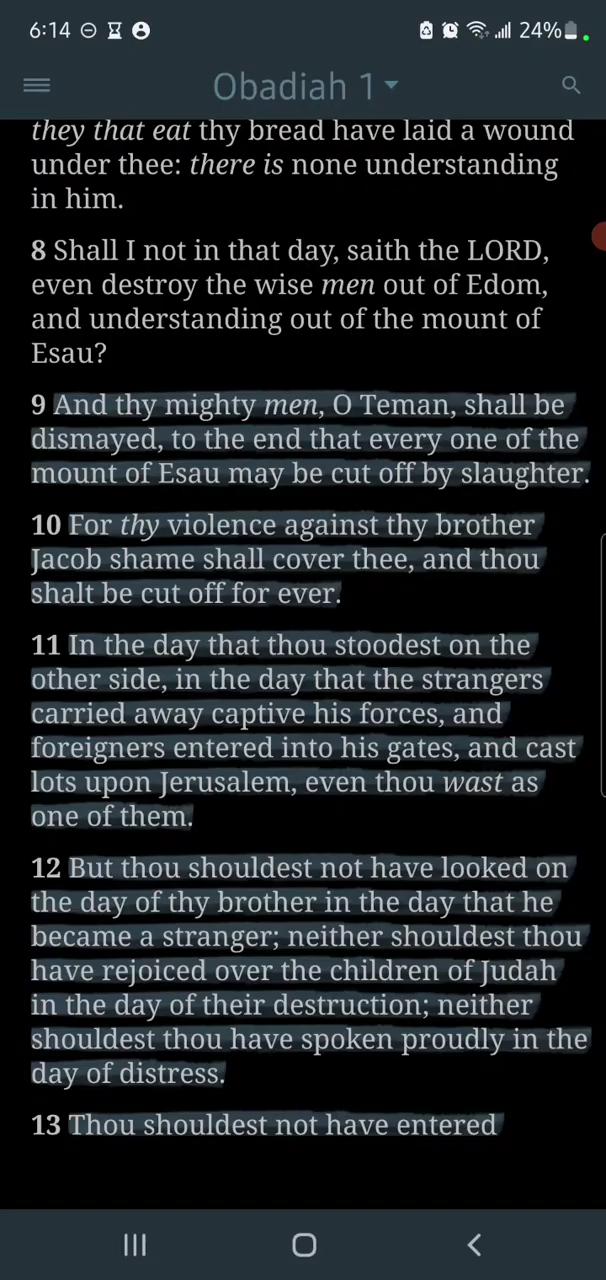 6:14 24%
Obadiah 1
they that eat thy bread have laid a wound
under thee: there is none understanding
in him.
8 Shall I not in that day, saith the LORD,
even destroy the wise men out of Edom,
and understanding out of the mount of
Esau?
9 And thy mighty men, O Teman, shall be
dismayed, to the end that every one of the
mount of Esau may be cut off by slaughter.
10 For thy violence against thy brother
Jacob shame shall cover thee, and thou
shalt be cut off for ever.
11 In the day that thou stoodest on the
other side, in the day that the strangers
carried away captive his forces, and
foreigners entered into his gates, and cast
lots upon Jerusalem, even thou wast as
one of them.
12 But thou shouldest not have looked on
the day of thy brother in the day that he
became a stranger; neither shouldest thou
have rejoiced over the children of Judah
in the day of their destruction; neither
shouldest thou have spoken proudly in the
day of distress.
13 Thou shouldest not have entered